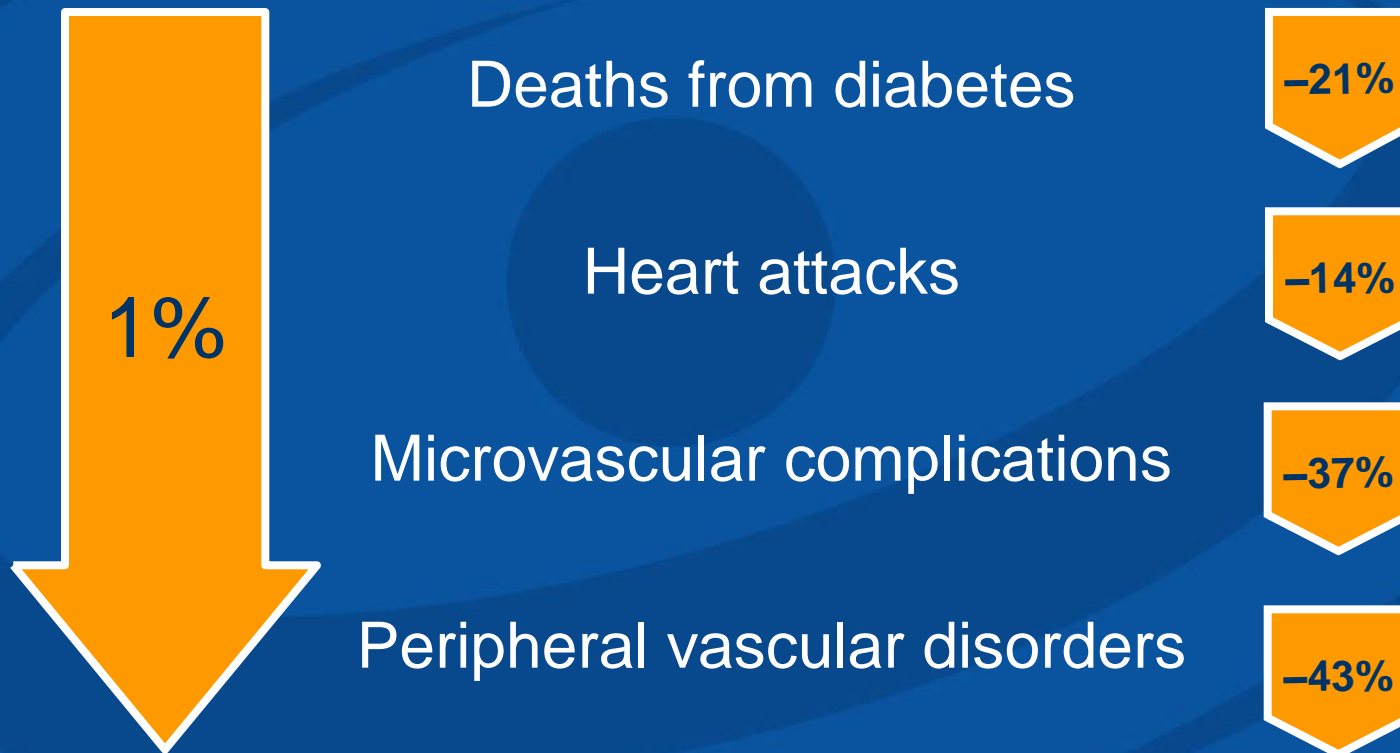 Deaths from diabetes
–21%
Heart attacks
–14%
1%
Microvascular complications
–37%
Peripheral vascular disorders
–43%